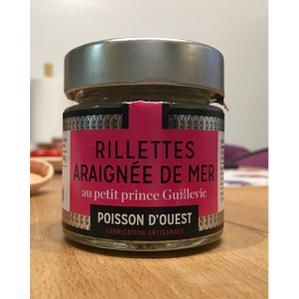 RILLETTES
ARAIGNÉE DE MER
au petit prince Guillevic
POISSON D'OUEST
FABRICATION ARTISANALE